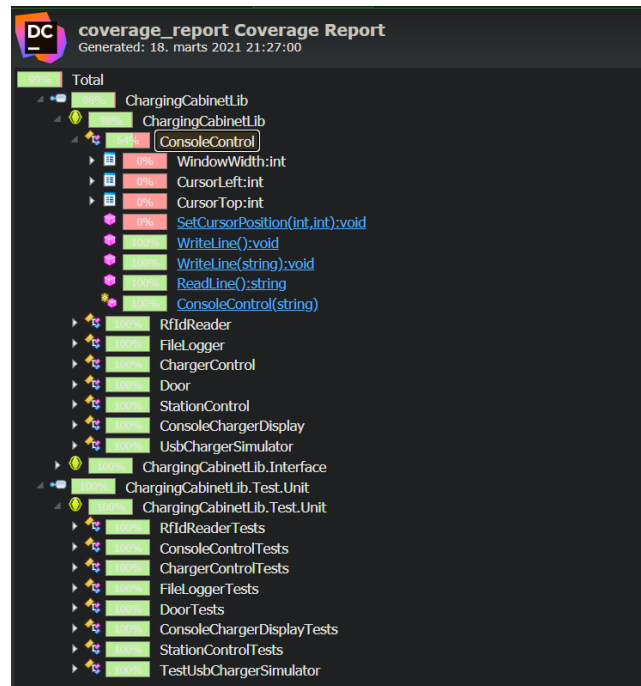 DC
coverage_report Coverage Report
Generated: 18. marts 2021 21:27:00
99% Total
98% ChargingCabinetLib
98% ChargingCabinetLib
64% ConsoleControl
0% WindowWidth:int
0% CursorLeft:int
0% CursorTop:int
0% SetCursorPosition(int,int):void
100% WriteLine():void
100% WriteLine(string):void
100% ReadLine():string
100% ConsoleControl(string)
100% RfIdReader
100% FileLogger
100% ChargerControl
100% Door
100% StationControl
100% ConsoleChargerDisplay
100% UsbChargerSimulator
100% ChargingCabinetLib.Interface
100% ChargingCabinetLib.Test.Unit
100% ChargingCabinetLib.Test.Unit
100% RfIdReaderTests
100% ConsoleControlTests
100% ChargerControlTests
100% FileLoggerTests
100% DoorTests
100% ConsoleChargerDisplayTests
100% StationControlTests
100% TestUsbChargerSimulator